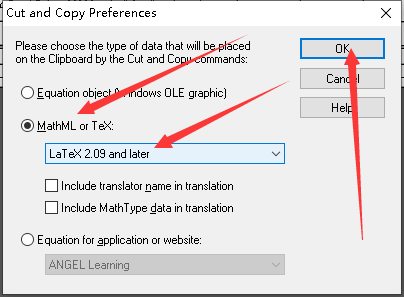 Cut and Copy Preferences
Please choose the type of data that will be placed
on the Clipboard by the Cut and Copy commands:
OK
Cancel
Help
Equation object (Windows OLE graphic)
MathML or TeX:
LaTeX 2.09 and later
Include translator name in translation
Include MathType data in translation
Equation for application or website:
ANGEL Learning